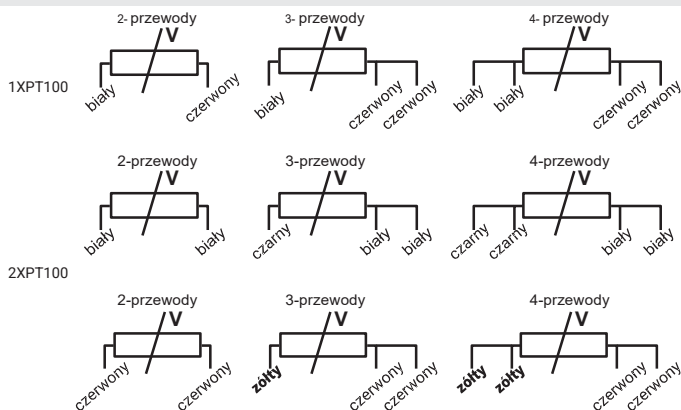 2- przewody 3- przewody 4- przewody
V V V
1XPT100
biały czerwony biały czerwony czerwony biały biały czerwony czerwony
2-przewody 3-przewody 4-przewody
V V V
biały biały czarny biały biały czarny czarny biały biały
2XPT100
2-przewody 3-przewody 4-przewody
V V V
czerwony czerwony żółty czerwony czerwony żółty żółty czerwony czerwony